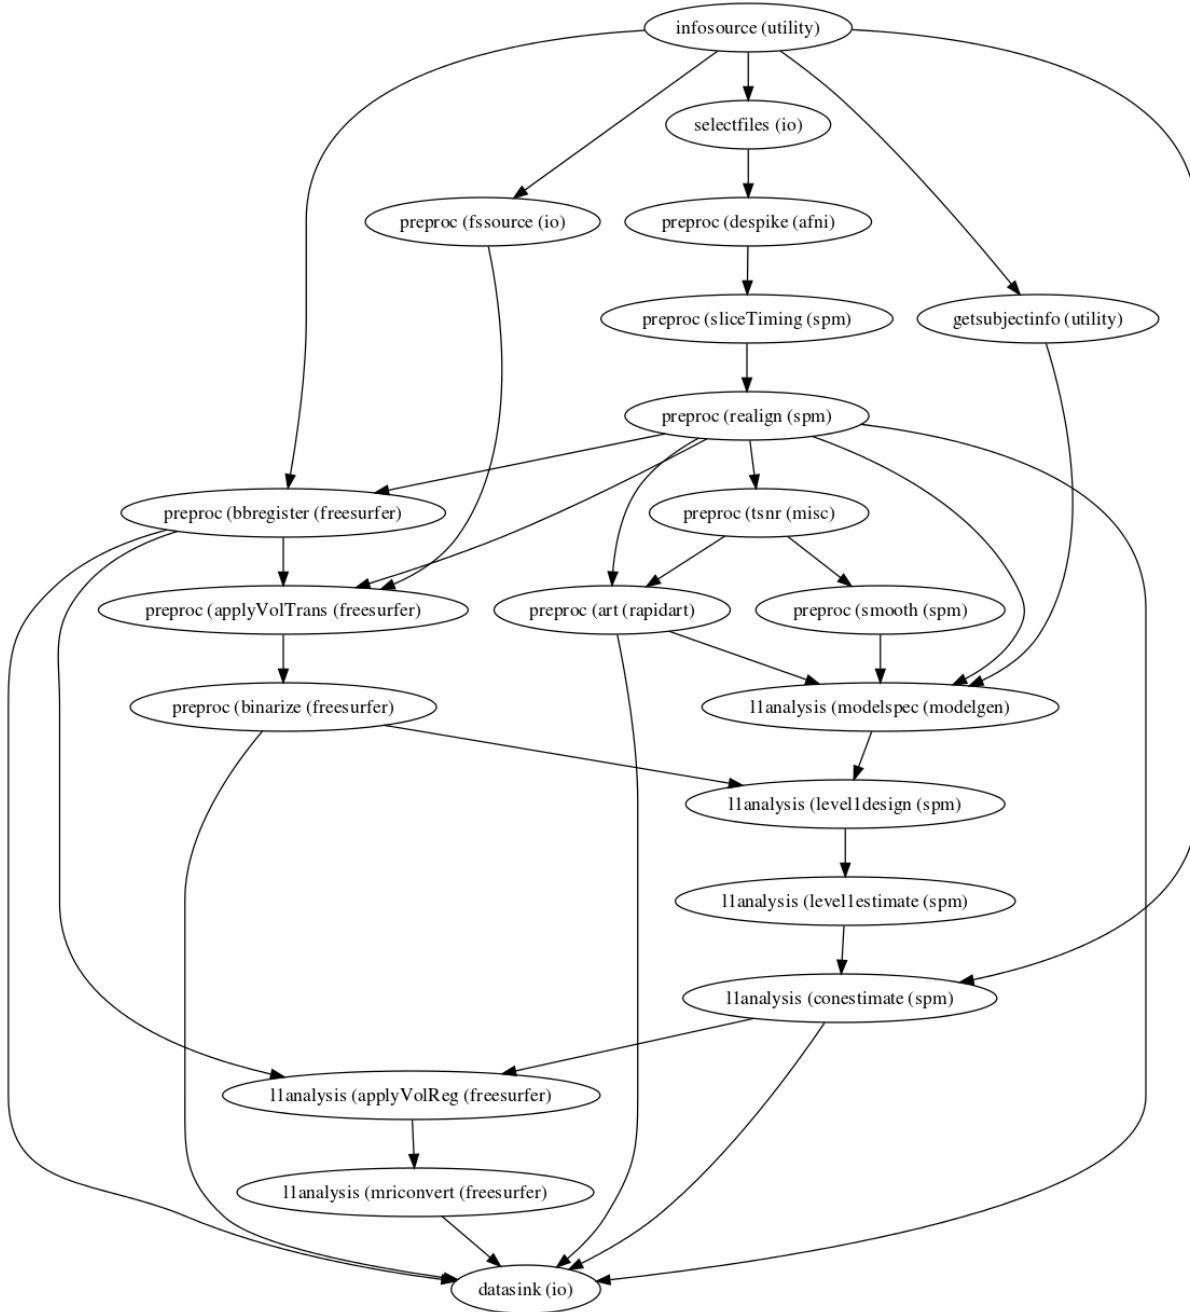 infosource (utility)
selectfiles (io)
preproc (fssource (io)
preproc (despike (afni)
preproc (sliceTiming (spm)
getsubjectinfo (utility)
preproc (realign (spm)
preproc (bbregister (freesurfer)
preproc (tsnr (misc)
preproc (applyVolTrans (freesurfer)
preproc (art (rapidart)
preproc (smooth (spm)
preproc (binarize (freesurfer)
l1analysis (modelspec (modelgen)
l1analysis (level1design (spm)
l1analysis (level1estimate (spm)
l1analysis (conestimate (spm)
l1analysis (applyVolReg (freesurfer)
l1analysis (mriconvert (freesurfer)
datasink (io)